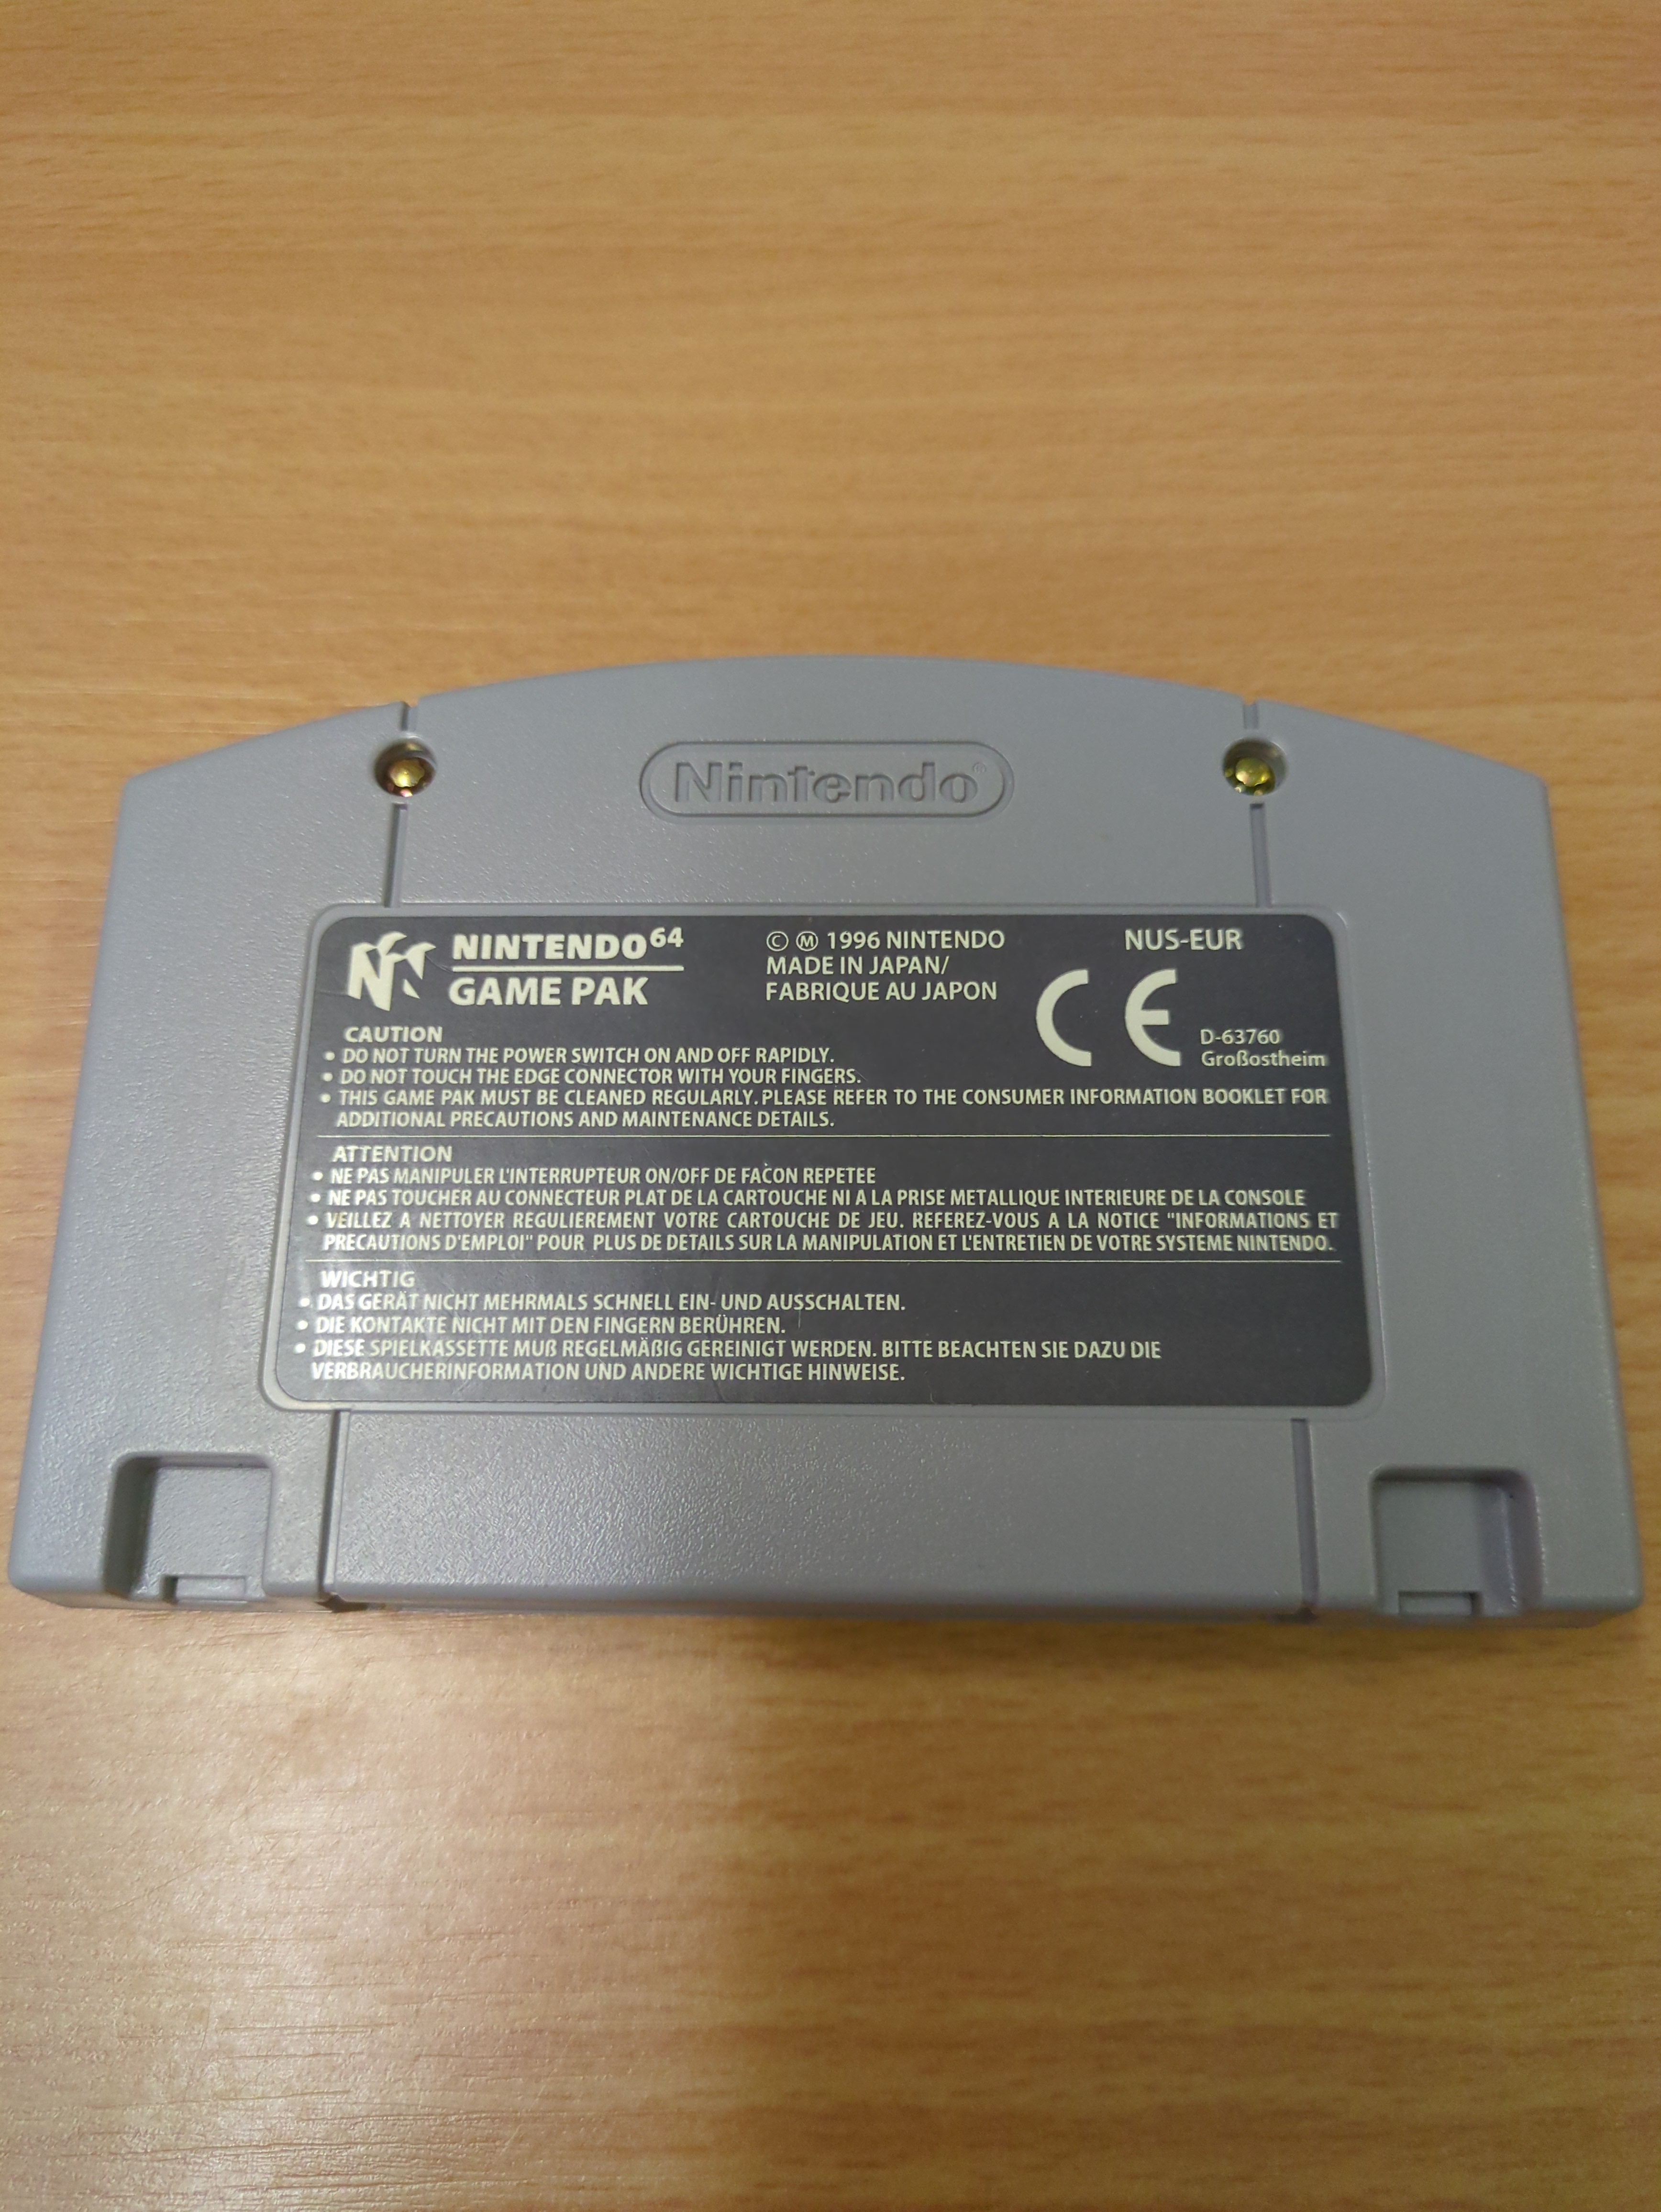 Nintendo®
NINTENDO64
GAME PAK
© Ⓜ 1996 NINTENDO
MADE IN JAPAN/
FABRIQUE AU JAPON
NUS-EUR
CE
D-63760
Großostheim
CAUTION
• DO NOT TURN THE POWER SWITCH ON AND OFF RAPIDLY.
• DO NOT TOUCH THE EDGE CONNECTOR WITH YOUR FINGERS.
• THIS GAME PAK MUST BE CLEANED REGULARLY. PLEASE REFER TO THE CONSUMER INFORMATION BOOKLET FOR
ADDITIONAL PRECAUTIONS AND MAINTENANCE DETAILS.
ATTENTION
• NE PAS MANIPULER L'INTERRUPTEUR ON/OFF DE FAC̀ON REPETEE
• NE PAS TOUCHER AU CONNECTEUR PLAT DE LA CARTOUCHE NI A LA PRISE METALLIQUE INTERIEURE DE LA CONSOLE
• VEILLEZ A NETTOYER REGULIEREMENT VOTRE CARTOUCHE DE JEU. REFEREZ-VOUS A LA NOTICE "INFORMATIONS ET
PRECAUTIONS D'EMPLOI" POUR PLUS DE DETAILS SUR LA MANIPULATION ET L'ENTRETIEN DE VOTRE SYSTEME NINTENDO.
WICHTIG
• DAS GERÄT NICHT MEHRMALS SCHNELL EIN- UND AUSSCHALTEN.
• DIE KONTAKTE NICHT MIT DEN FINGERN BERÜHREN.
• DIESE SPIELKASSETTE MUß REGELMÄßIG GEREINIGT WERDEN. BITTE BEACHTEN SIE DAZU DIE
VERBRAUCHERINFORMATION UND ANDERE WICHTIGE HINWEISE.